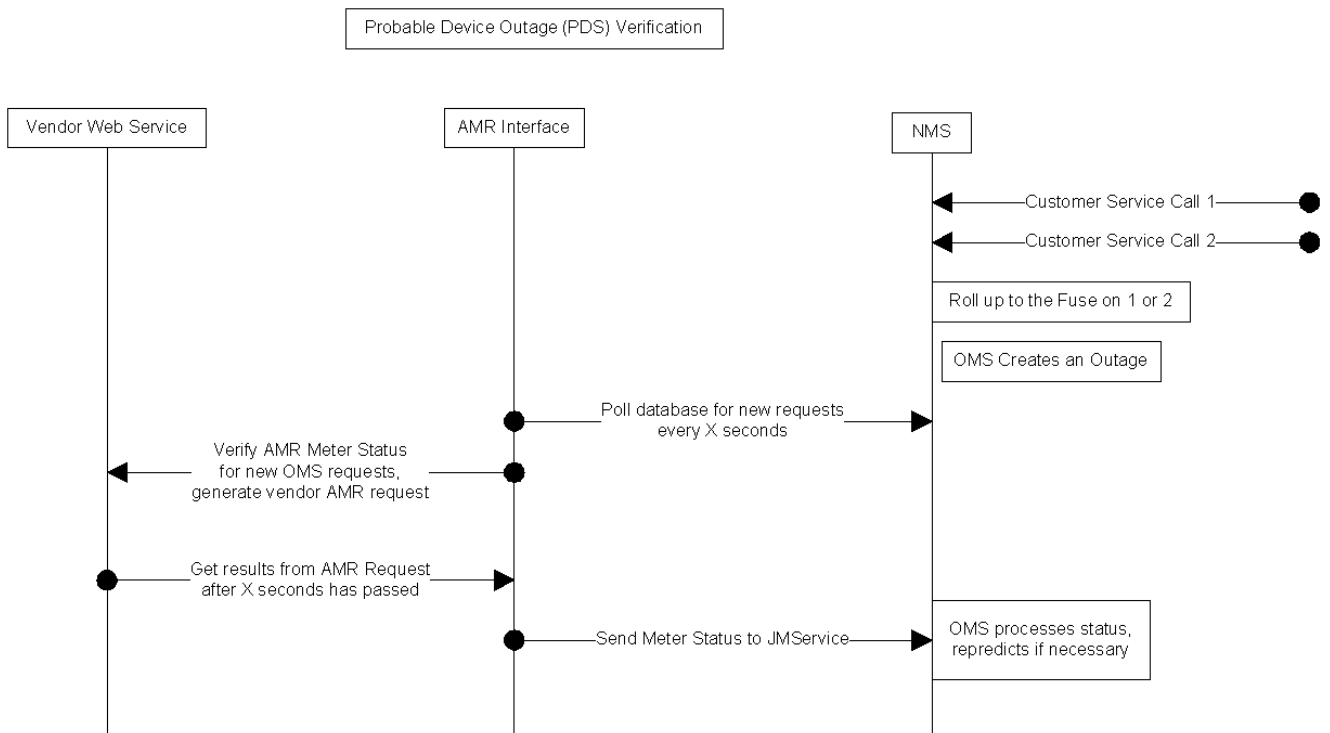 Probable Device Outage (PDS) Verification
Vendor Web Service
AMR Interface
NMS
Customer Service Call 1
Customer Service Call 2
Roll up to the Fuse on 1 or 2
OMS Creates an Outage
Poll database for new requests
every X seconds
Verify AMR Meter Status
for new OMS requests,
generate vendor AMR request
Get results from AMR Request
after X seconds has passed
Send Meter Status to JMService
OMS processes status,
repredicts if necessary